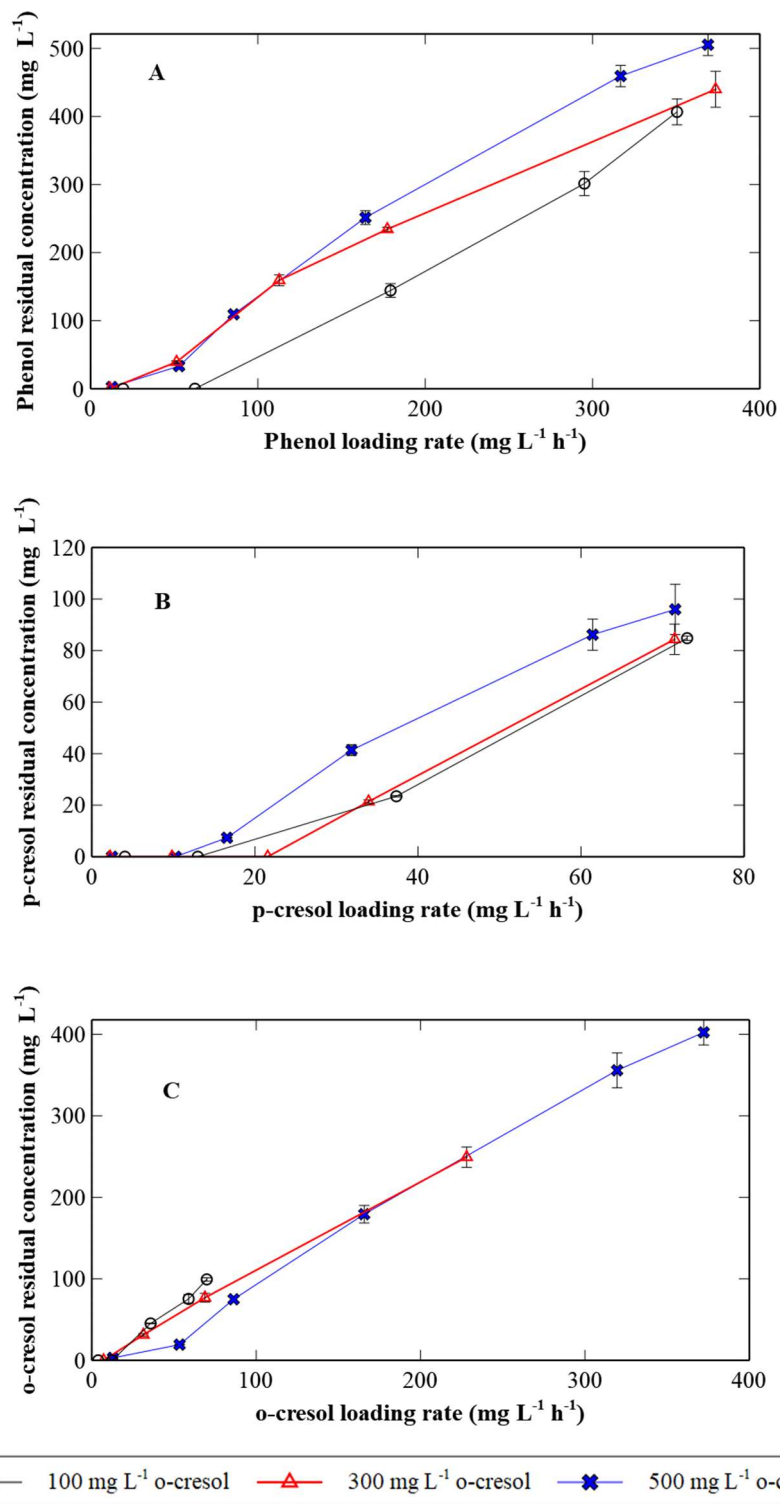 A
Phenol residual concentration (mg L⁻¹)
500
400
300
200
100
0
0 100 200 300 400
Phenol loading rate (mg L⁻¹ h⁻¹)
B
p-cresol residual concentration (mg L⁻¹)
120
100
80
60
40
20
0
0 20 40 60 80
p-cresol loading rate (mg L⁻¹ h⁻¹)
C
o-cresol residual concentration (mg L⁻¹)
400
300
200
100
0
0 100 200 300 400
o-cresol loading rate (mg L⁻¹ h⁻¹)
100 mg L⁻¹ o-cresol 300 mg L⁻¹ o-cresol 500 mg L⁻¹ o-c